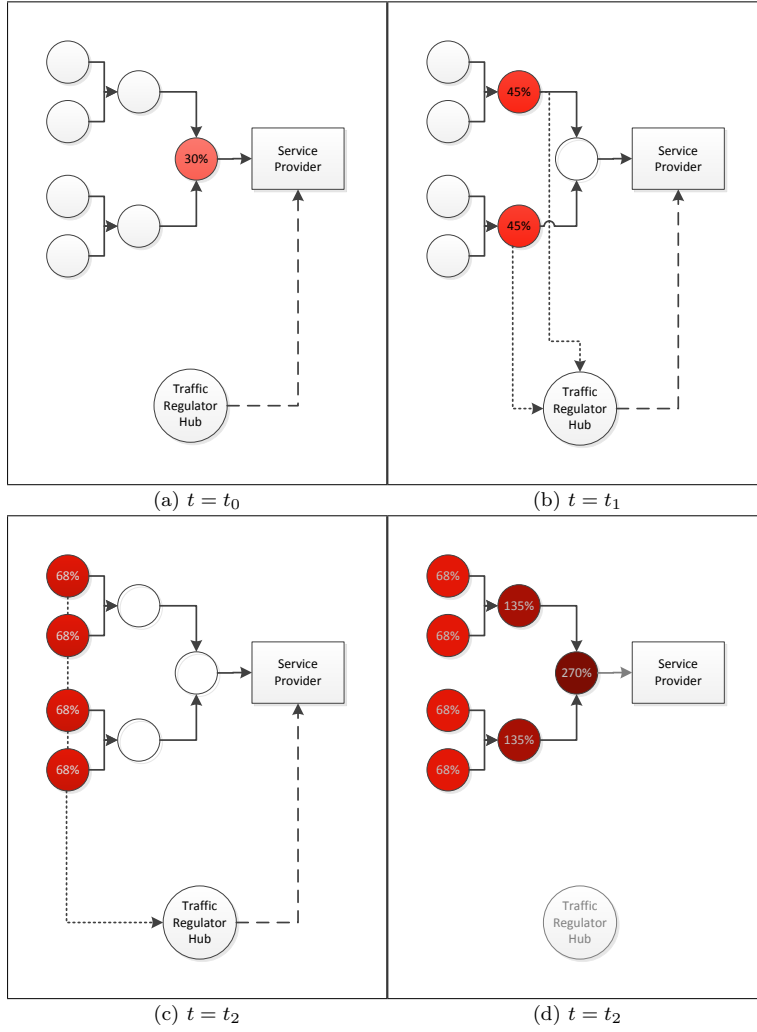 30%
Service
Provider
Traffic
Regulator
Hub
(a) t = t₀
45%
45%
Service
Provider
Traffic
Regulator
Hub
(b) t = t₁
68%
68%
68%
68%
Service
Provider
Traffic
Regulator
Hub
(c) t = t₂
68%
135%
68%
270%
68%
135%
68%
Service
Provider
Traffic
Regulator
Hub
(d) t = t₂